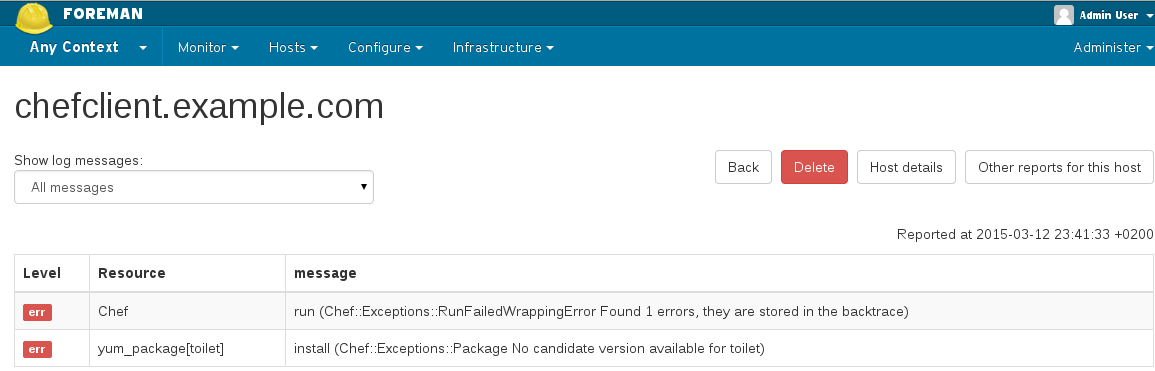 FOREMAN
Admin User
Any Context Monitor Hosts Configure Infrastructure Administer
chefclient.example.com
Show log messages:
All messages
Back Delete Host details Other reports for this host
Reported at 2015-03-12 23:41:33 +0200
Level Resource message
err Chef run (Chef::Exceptions::RunFailedWrappingError Found 1 errors, they are stored in the backtrace)
err yum_package[toilet] install (Chef::Exceptions::Package No candidate version available for toilet)